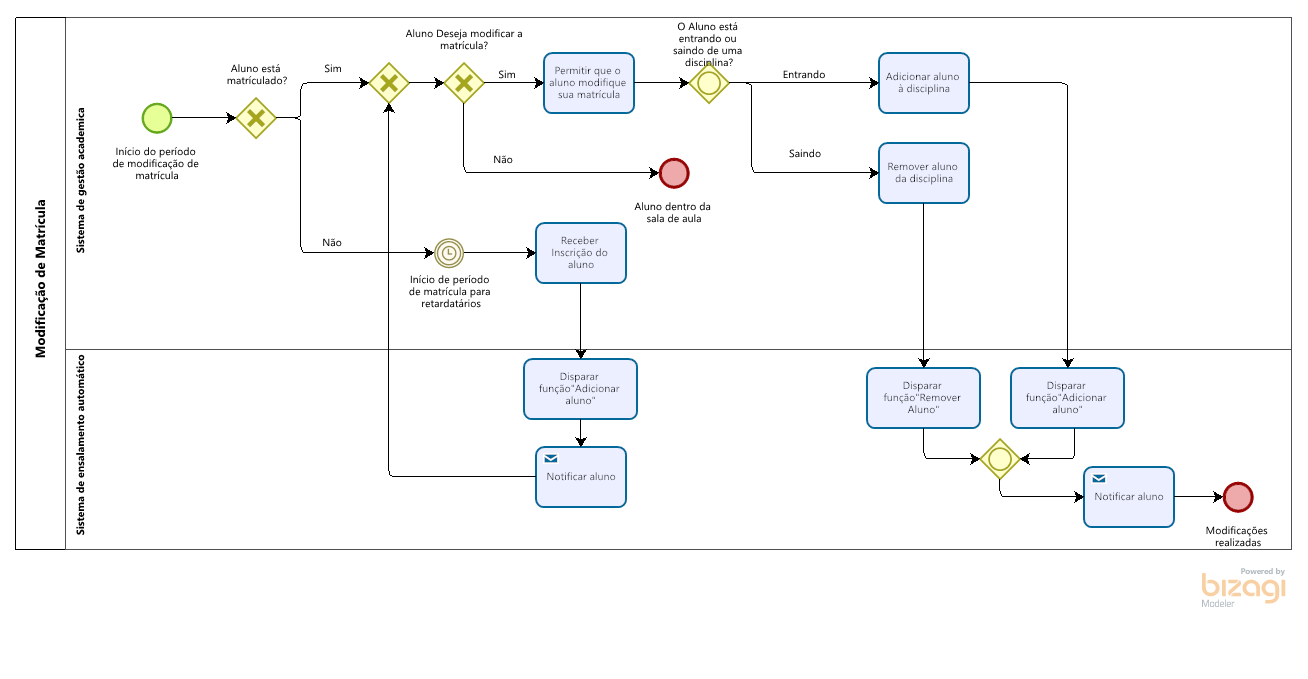 Modificação de Matrícula
Sistema de gestão academica
Início do período
de modificação de
matrícula
Aluno está
matriculado?
Sim
Não
Aluno Deseja modificar a
matrícula?
Sim
Não
Permitir que o
aluno modifique
sua matrícula
O Aluno está
entrando ou
saindo de uma
disciplina?
Entrando
Saindo
Adicionar aluno
à disciplina
Remover aluno
da disciplina
Aluno dentro da
sala de aula
Início de período
de matrícula para
retardatários
Receber
Inscrição do
aluno
Sistema de ensalamento automático
Disparar
função"Adicionar
aluno"
Notificar aluno
Disparar
função"Remover
Aluno"
Disparar
função"Adicionar
aluno"
Notificar aluno
Modificações
realizadas
Powered by
bizagi
Modeler